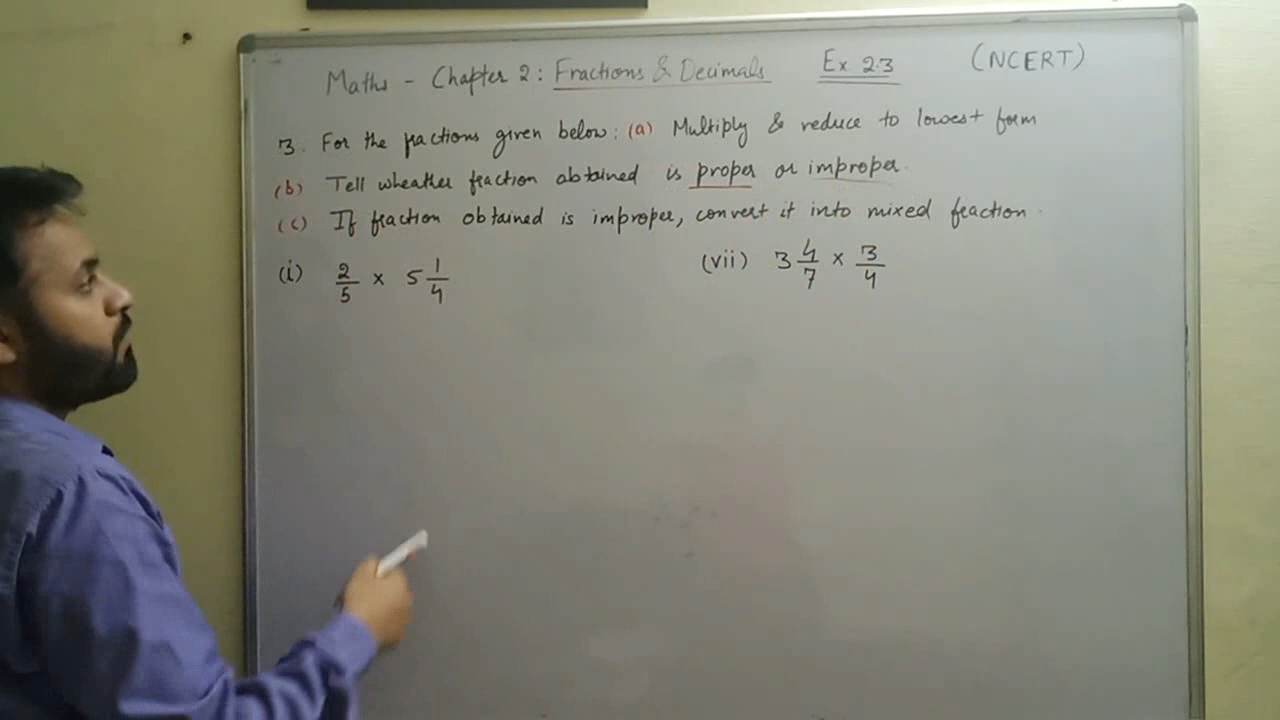 Maths - Chapter 2 : Fractions & Decimals Ex 2.3 (NCERT)
3. For the fractions given below : (a) Multiply & reduce to lowest form
(b) Tell wheather fraction obtained is proper or improper.
(c) If fraction obtained is improper, convert it into mixed fraction.
(i) 2/5 × 5 1/4 (vii) 3 4/7 × 3/4